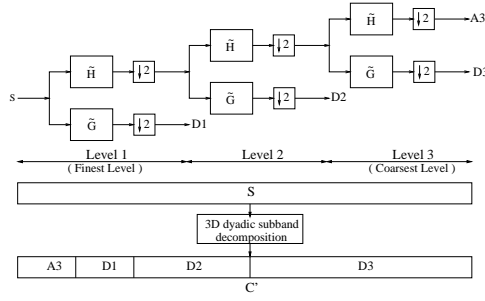 H̃
↓2
A3
H̃
↓2
G̃
↓2
D3
H̃
↓2
G̃
↓2
D2
S
G̃
↓2
D1
Level 1
Level 2
Level 3
( Finest Level )
( Coarsest Level )
S
3D dyadic subband
decomposition
A3 D1 D2 D3
C'